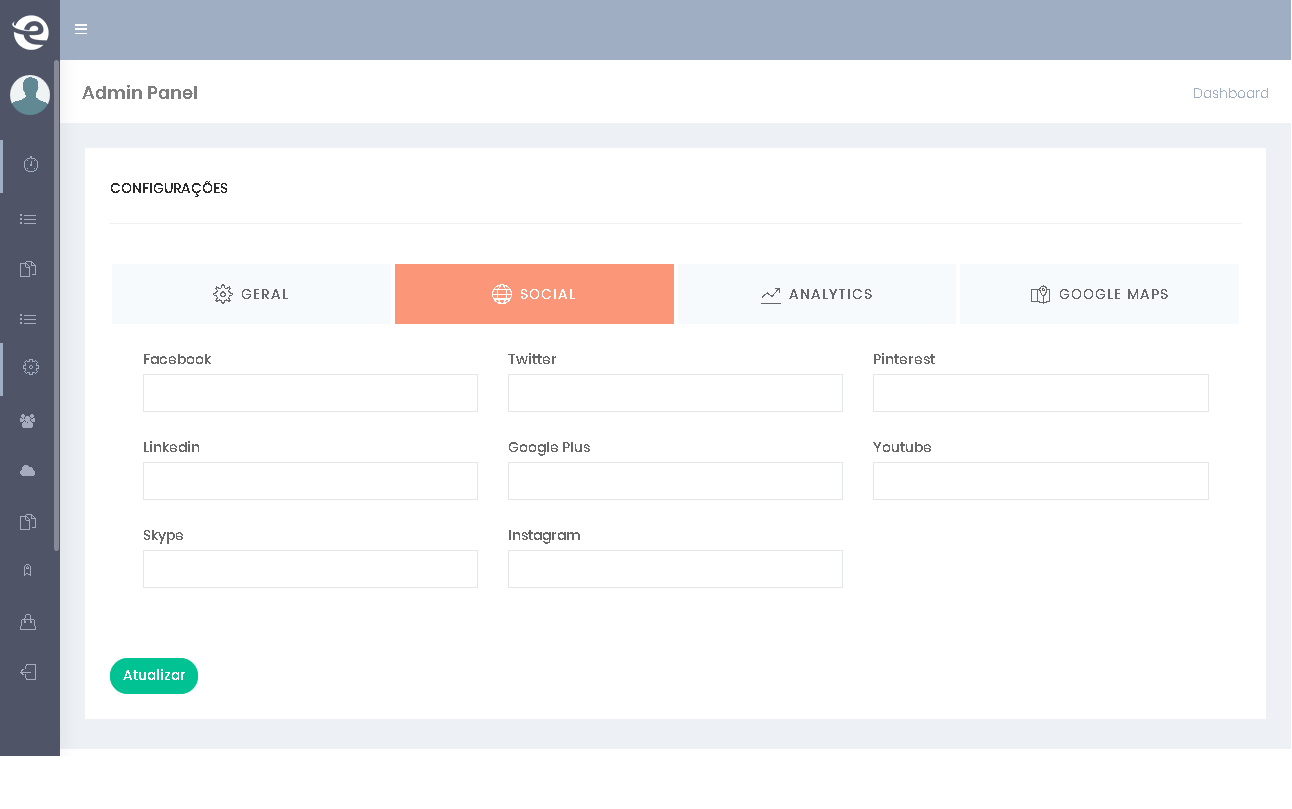 Admin Panel
Dashboard
CONFIGURAÇÕES
GERAL
SOCIAL
ANALYTICS
GOOGLE MAPS
Facebook
Twitter
Pinterest
Linkedin
Google Plus
Youtube
Skype
Instagram
Atualizar